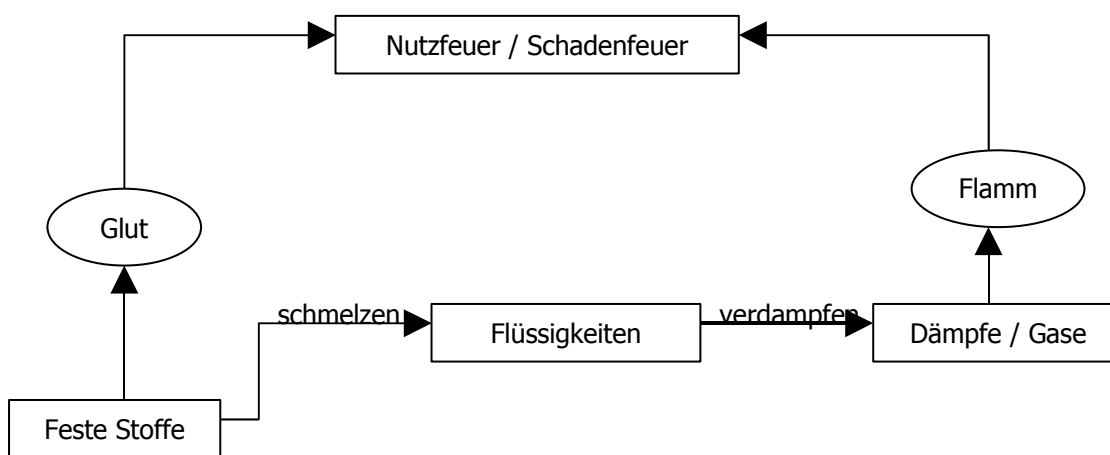 Nutzfeuer / Schadenfeuer
Flamm
Glut
schmelzen
verdampfen
Flüssigkeiten
Dämpfe / Gase
Feste Stoffe